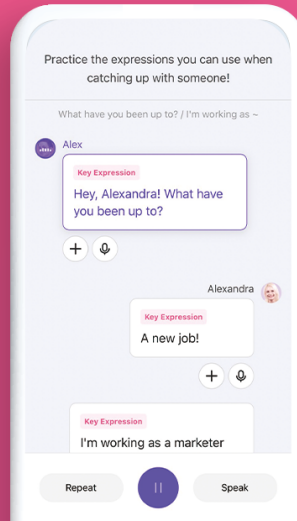 Practice the expressions you can use when
catching up with someone!
What have you been up to? / I'm working as ~
Alex
Key Expression
Hey, Alexandra! What have
you been up to?
Alexandra
Key Expression
A new job!
Key Expression
I'm working as a marketer
Repeat
Speak